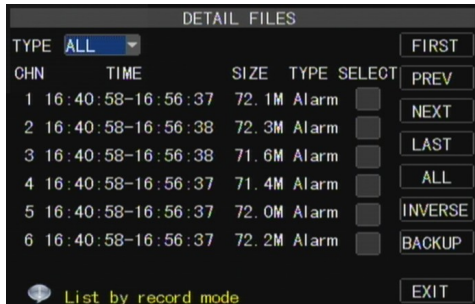 DETAIL FILES
TYPE ALL
CHN TIME SIZE TYPE SELECT
1 16:40:58-16:56:37 72.1M Alarm
2 16:40:58-16:56:38 72.3M Alarm
3 16:40:58-16:56:38 71.6M Alarm
4 16:40:58-16:56:37 71.4M Alarm
5 16:40:58-16:56:37 72.0M Alarm
6 16:40:58-16:56:37 72.2M Alarm
List by record mode
FIRST
PREV
NEXT
LAST
ALL
INVERSE
BACKUP
EXIT